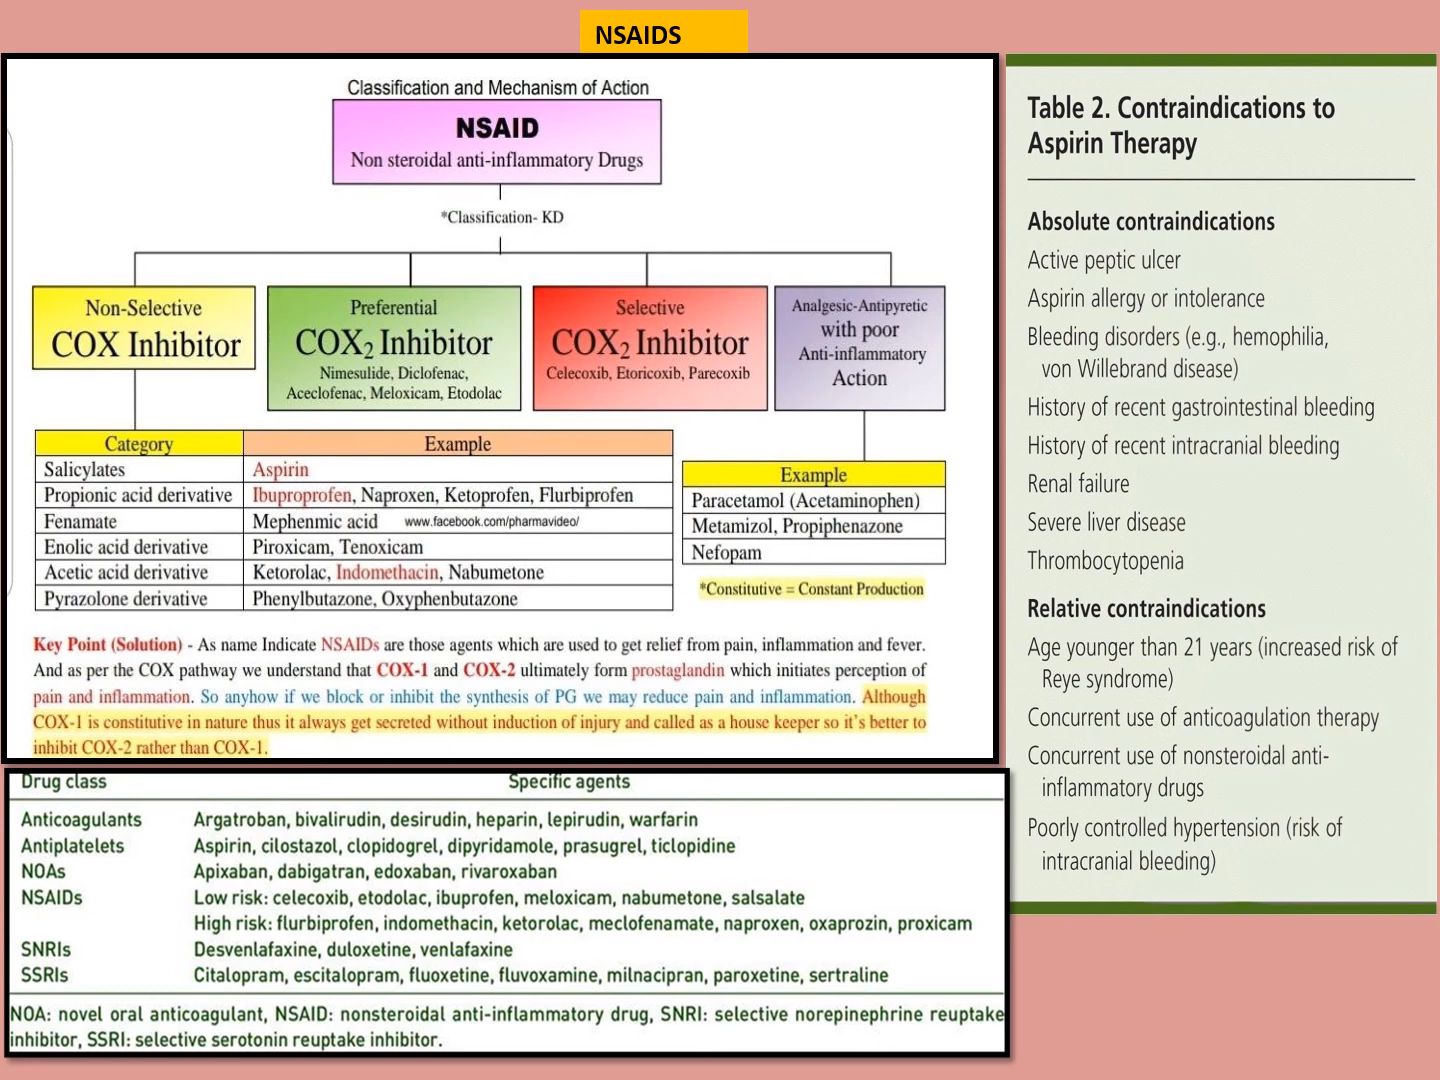 NSAIDS
Classification and Mechanism of Action
NSAID
Non steroidal anti-inflammatory Drugs
*Classification- KD
Non-Selective
COX Inhibitor
Preferential
COX₂ Inhibitor
Nimesulide, Diclofenac,
Aceclofenac, Meloxicam, Etodolac
Selective
COX₂ Inhibitor
Celecoxib, Etoricoxib, Parecoxib
Analgesic-Antipyretic
with poor
Anti-inflammatory
Action
Category Example
Salicylates Aspirin
Propionic acid derivative Ibuproprofen, Naproxen, Ketoprofen, Flurbiprofen
Fenamate Mephenmic acid www.facebook.com/pharmavideo/
Enolic acid derivative Piroxicam, Tenoxicam
Acetic acid derivative Ketorolac, Indomethacin, Nabumetone
Pyrazolone derivative Phenylbutazone, Oxyphenbutazone
Example
Paracetamol (Acetaminophen)
Metamizol, Propiphenazone
Nefopam
*Constitutive = Constant Production
Key Point (Solution) - As name Indicate NSAIDs are those agents which are used to get relief from pain, inflammation and fever.
And as per the COX pathway we understand that COX-1 and COX-2 ultimately form prostaglandin which initiates perception of
pain and inflammation. So anyhow if we block or inhibit the synthesis of PG we may reduce pain and inflammation. Although
COX-1 is constitutive in nature thus it always get secreted without induction of injury and called as a house keeper so it's better to
inhibit COX-2 rather than COX-1.
Drug class Specific agents
Anticoagulants Argatroban, bivalirudin, desirudin, heparin, lepirudin, warfarin
Antiplatelets Aspirin, cilostazol, clopidogrel, dipyridamole, prasugrel, ticlopidine
NOAs Apixaban, dabigatran, edoxaban, rivaroxaban
NSAIDs Low risk: celecoxib, etodolac, ibuprofen, meloxicam, nabumetone, salsalate
High risk: flurbiprofen, indomethacin, ketorolac, meclofenamate, naproxen, oxaprozin, proxicam
SNRIs Desvenlafaxine, duloxetine, venlafaxine
SSRIs Citalopram, escitalopram, fluoxetine, fluvoxamine, milnacipran, paroxetine, sertraline
NOA: novel oral anticoagulant, NSAID: nonsteroidal anti-inflammatory drug, SNRI: selective norepinephrine reuptake
inhibitor, SSRI: selective serotonin reuptake inhibitor.
Table 2. Contraindications to
Aspirin Therapy
Absolute contraindications
Active peptic ulcer
Aspirin allergy or intolerance
Bleeding disorders (e.g., hemophilia,
von Willebrand disease)
History of recent gastrointestinal bleeding
History of recent intracranial bleeding
Renal failure
Severe liver disease
Thrombocytopenia
Relative contraindications
Age younger than 21 years (increased risk of
Reye syndrome)
Concurrent use of anticoagulation therapy
Concurrent use of nonsteroidal anti-
inflammatory drugs
Poorly controlled hypertension (risk of
intracranial bleeding)